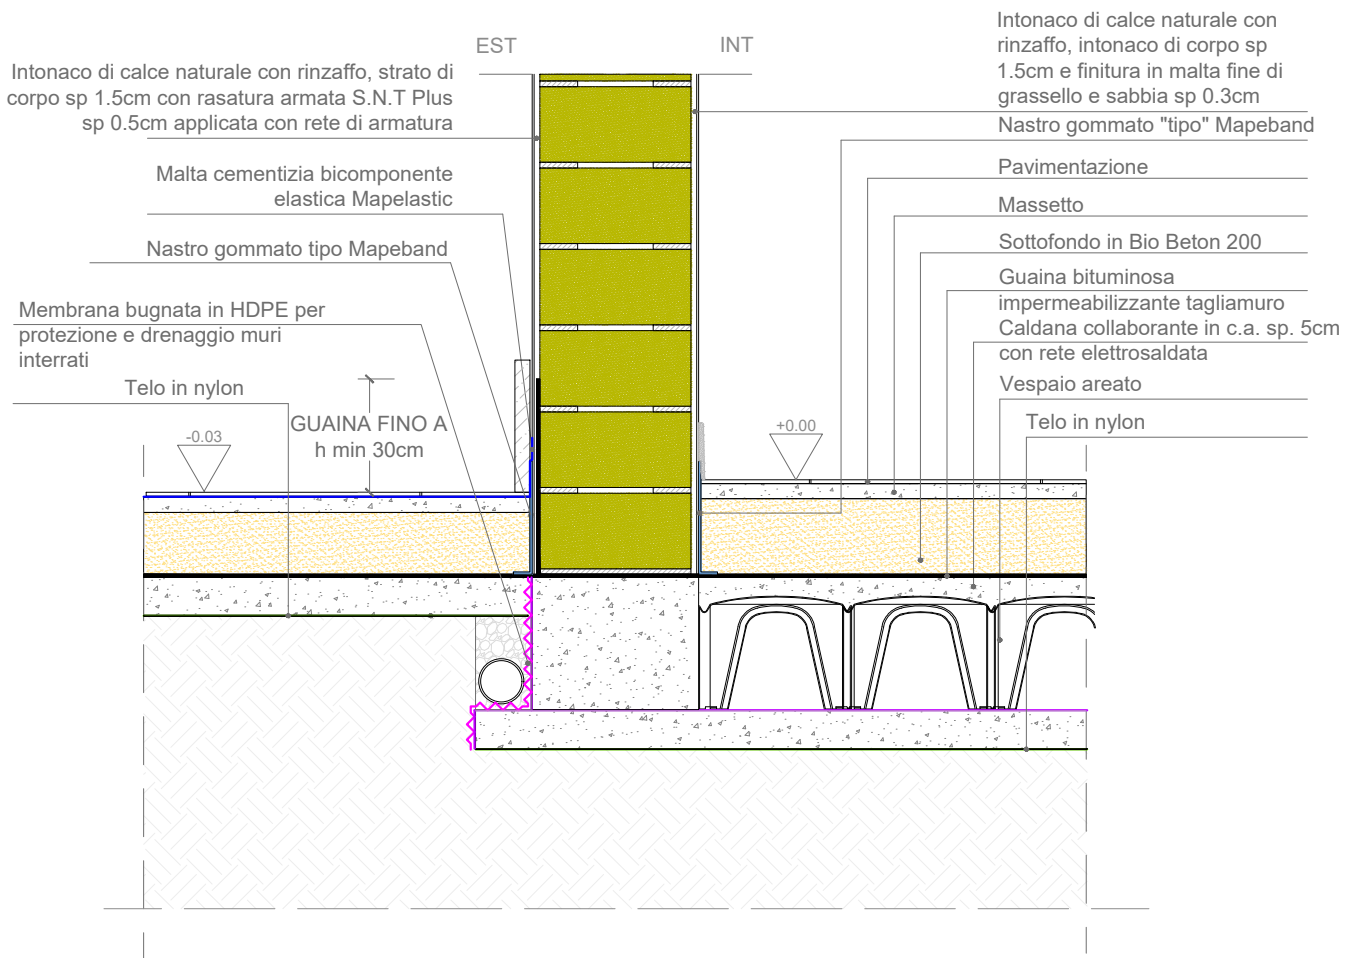 EST
INT
Intonaco di calce naturale con rinzaffo, strato di
corpo sp 1.5cm con rasatura armata S.N.T Plus
sp 0.5cm applicata con rete di armatura
Malta cementizia bicomponente
elastica Mapelastic
Nastro gommato tipo Mapeband
Membrana bugnata in HDPE per
protezione e drenaggio muri
interrati
Telo in nylon
GUAINA FINO A
h min 30cm
-0.03
Intonaco di calce naturale con
rinzaffo, intonaco di corpo sp
1.5cm e finitura in malta fine di
grassello e sabbia sp 0.3cm
Nastro gommato "tipo" Mapeband
Pavimentazione
Massetto
Sottofondo in Bio Beton 200
Guaina bituminosa
impermeabilizzante tagliamuro
Caldana collaborante in c.a. sp. 5cm
con rete elettrosaldata
Vespaio areato
Telo in nylon
+0.00